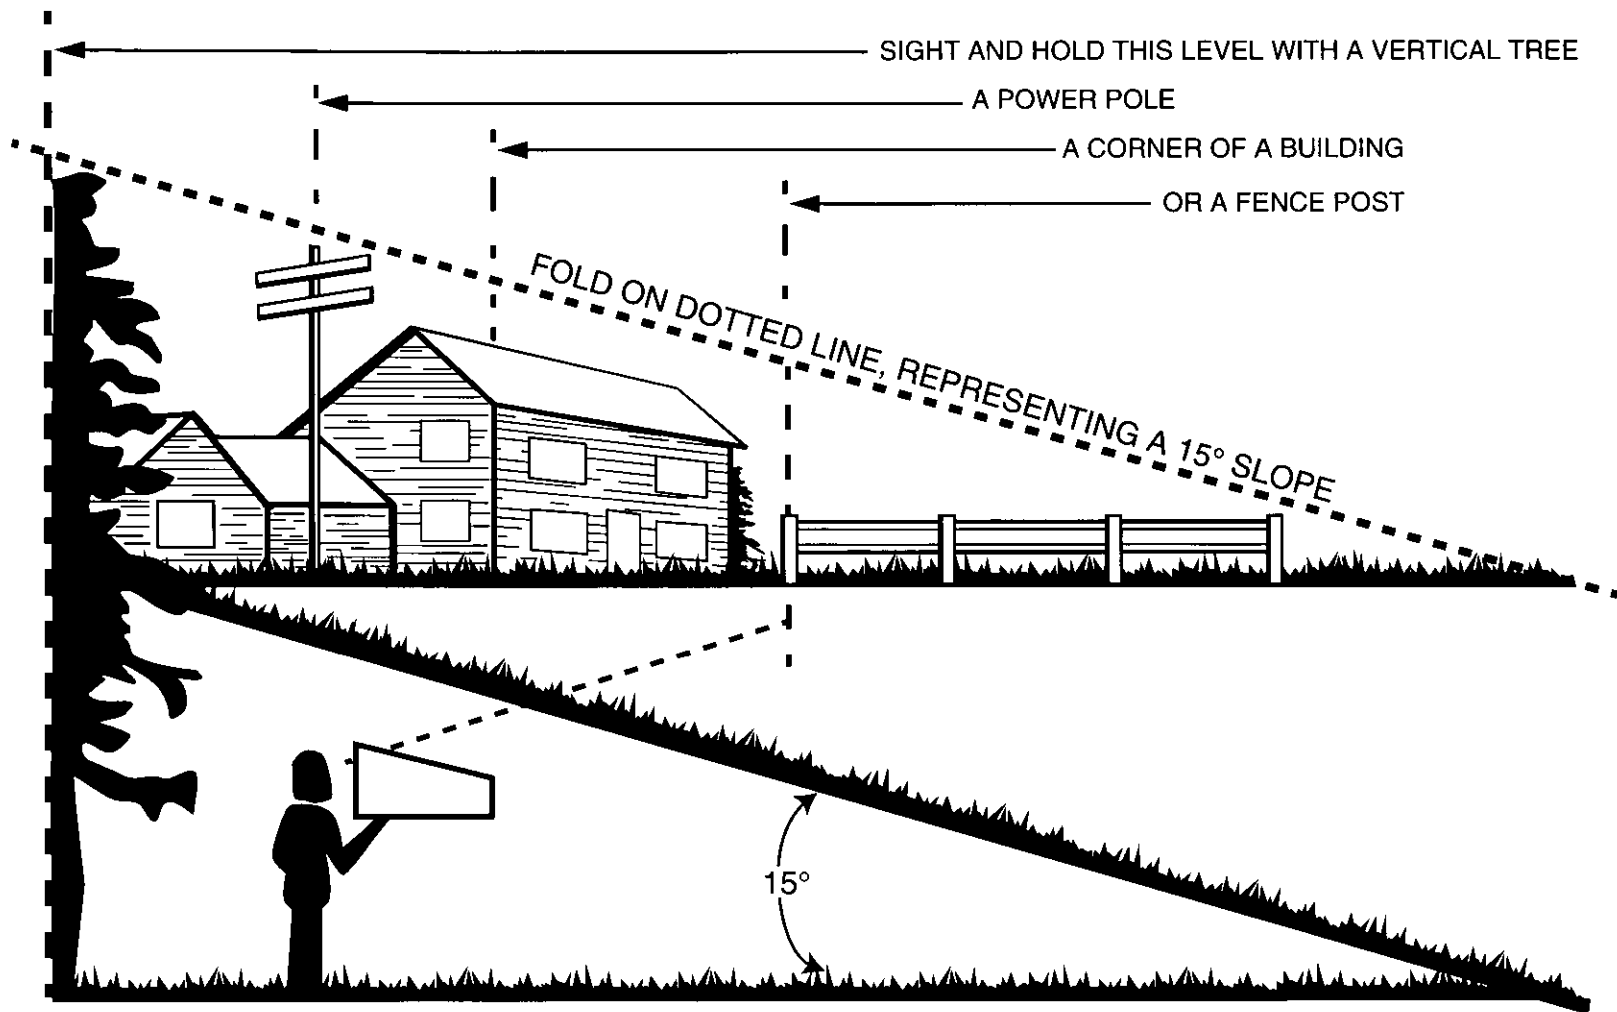 SIGHT AND HOLD THIS LEVEL WITH A VERTICAL TREE
A POWER POLE
A CORNER OF A BUILDING
OR A FENCE POST
FOLD ON DOTTED LINE, REPRESENTING A 15° SLOPE
15°